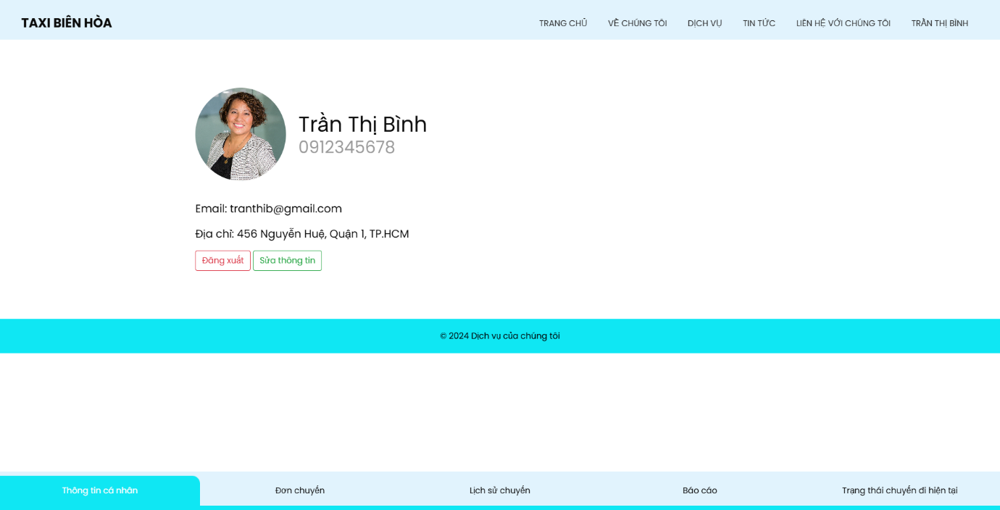 TAXI BIÊN HÒA
TRANG CHỦ VỀ CHÚNG TÔI DỊCH VỤ TIN TỨC LIÊN HỆ VỚI CHÚNG TÔI TRẦN THỊ BÌNH
Trần Thị Bình
0912345678
Email: tranthib@gmail.com
Địa chỉ: 456 Nguyễn Huệ, Quận 1, TP.HCM
Đăng xuất Sửa thông tin
© 2024 Dịch vụ của chúng tôi
Thông tin cá nhân Đơn chuyến Lịch sử chuyến Báo cáo Trạng thái chuyến đi hiện tại